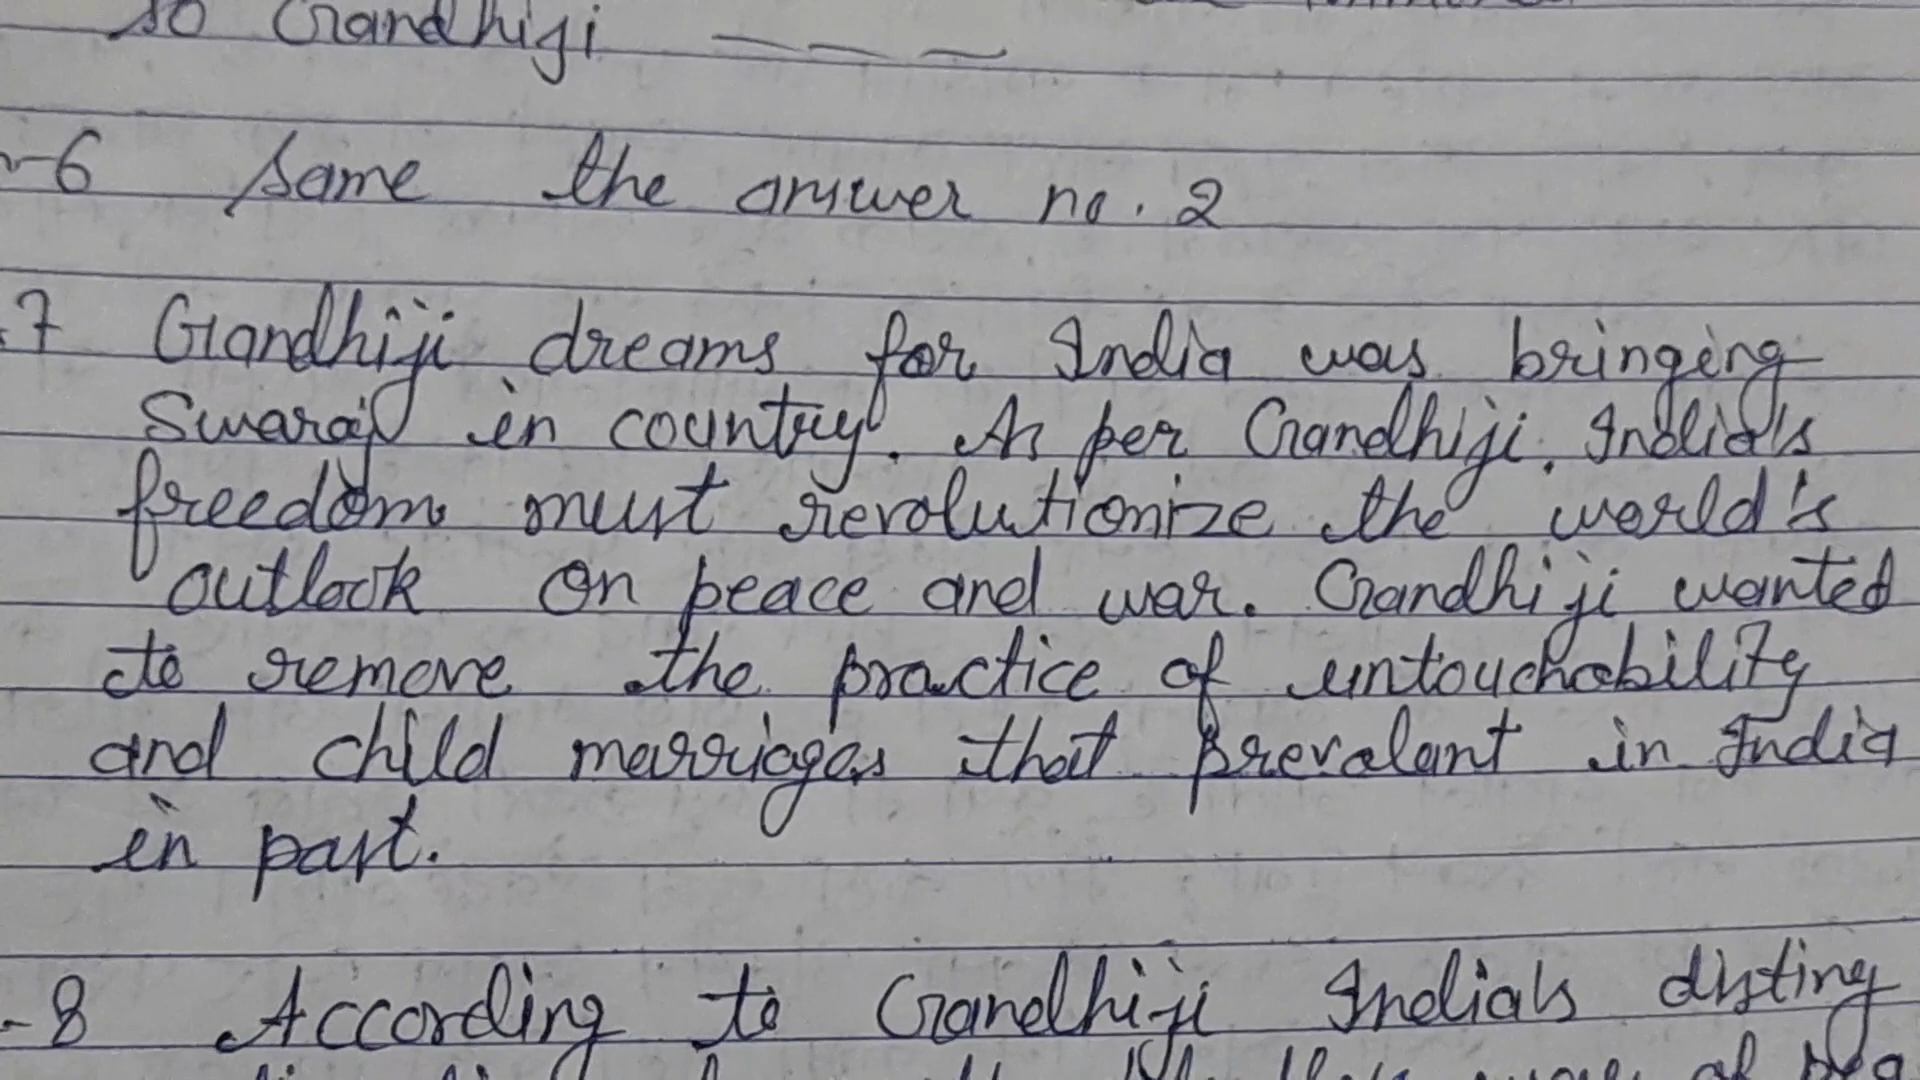 so Gandhiji — — —
-6 Same the answer no. 2
.7 Gandhiji dreams for India was bringing
Swaraj in country. As per Gandhiji, India's
freedom must revolutionize the world's
outlook on peace and war. Gandhiji wanted
to remove the practice of untouchability
and child marriages that prevalant in India
in past.
-8 According to Gandhiji India's disting
of